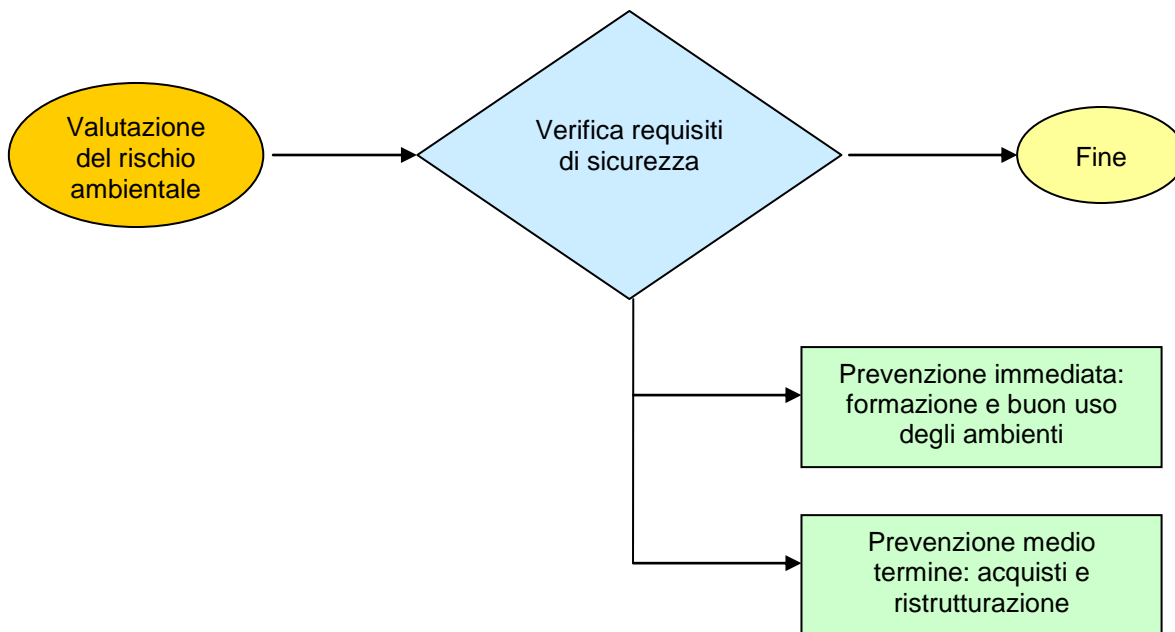 Valutazione
del rischio
ambientale
Verifica requisiti
di sicurezza
Fine
Prevenzione immediata:
formazione e buon uso
degli ambienti
Prevenzione medio
termine: acquisti e
ristrutturazione